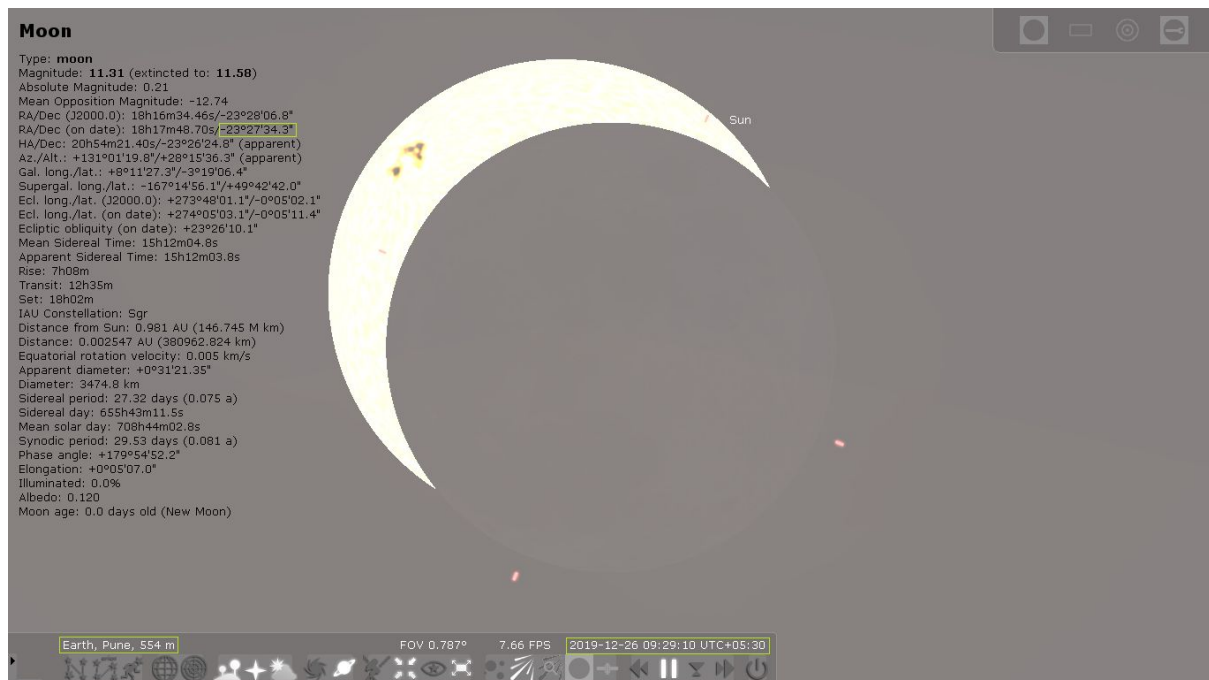 Moon
Type: moon
Magnitude: 11.31 (extincted to: 11.58)
Absolute Magnitude: 0.21
Mean Opposition Magnitude: -12.74
RA/Dec (J2000.0): 18h16m34.46s/-23°28'06.8"
RA/Dec (on date): 18h17m48.70s/-23°27'34.3"
HA/Dec: 20h54m21.40s/-23°26'24.8" (apparent)
Az./Alt.: +131°01'19.8"/+28°15'36.3" (apparent)
Gal. long./lat.: +8°11'27.3"/-3°19'06.4"
Supergal. long./lat.: -167°14'56.1"/+49°42'42.0"
Ecl. long./lat. (J2000.0): +273°48'01.1"/-0°05'02.1"
Ecl. long./lat. (on date): +274°05'03.1"/-0°05'11.4"
Ecliptic obliquity (on date): +23°26'10.1"
Mean Sidereal Time: 15h12m04.8s
Apparent Sidereal Time: 15h12m03.8s
Rise: 7h08m
Transit: 12h35m
Set: 18h02m
IAU Constellation: Sgr
Distance from Sun: 0.981 AU (146.745 M km)
Distance: 0.002547 AU (380962.824 km)
Equatorial rotation velocity: 0.005 km/s
Apparent diameter: +0°31'21.35"
Diameter: 3474.8 km
Sidereal period: 27.32 days (0.075 a)
Sidereal day: 655h43m11.5s
Mean solar day: 708h44m02.8s
Synodic period: 29.53 days (0.081 a)
Phase angle: +179°54'52.2"
Elongation: +0°05'07.0"
Illuminated: 0.0%
Albedo: 0.120
Moon age: 0.0 days old (New Moon)
Sun
Earth, Pune, 554 m FOV 0.787° 7.66 FPS 2019-12-26 09:29:10 UTC+05:30